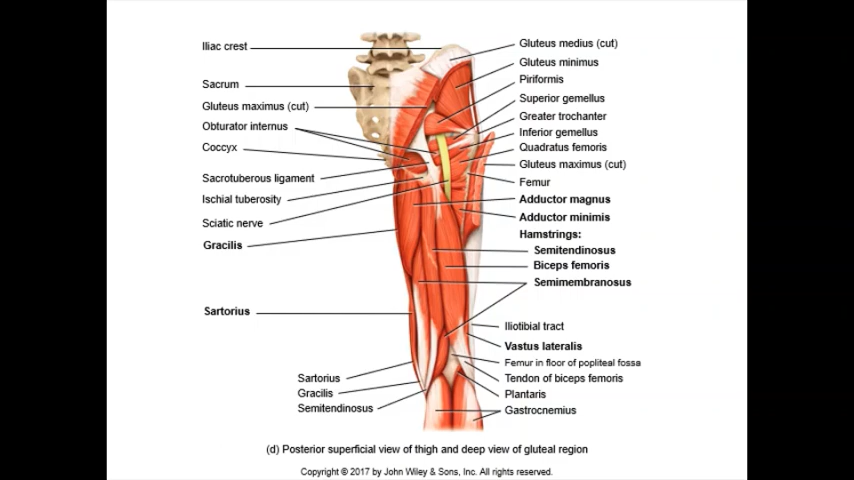 Iliac crest
Sacrum
Gluteus maximus (cut)
Obturator internus
Coccyx
Sacrotuberous ligament
Ischial tuberosity
Sciatic nerve
Gracilis
Sartorius
Sartorius
Gracilis
Semitendinosus
Gluteus medius (cut)
Gluteus minimus
Piriformis
Superior gemellus
Greater trochanter
Inferior gemellus
Quadratus femoris
Gluteus maximus (cut)
Femur
Adductor magnus
Adductor minimis
Hamstrings:
Semitendinosus
Biceps femoris
Semimembranosus
Iliotibial tract
Vastus lateralis
Femur in floor of popliteal fossa
Tendon of biceps femoris
Plantaris
Gastrocnemius
(d) Posterior superficial view of thigh and deep view of gluteal region
Copyright © 2017 by John Wiley & Sons, Inc. All rights reserved.